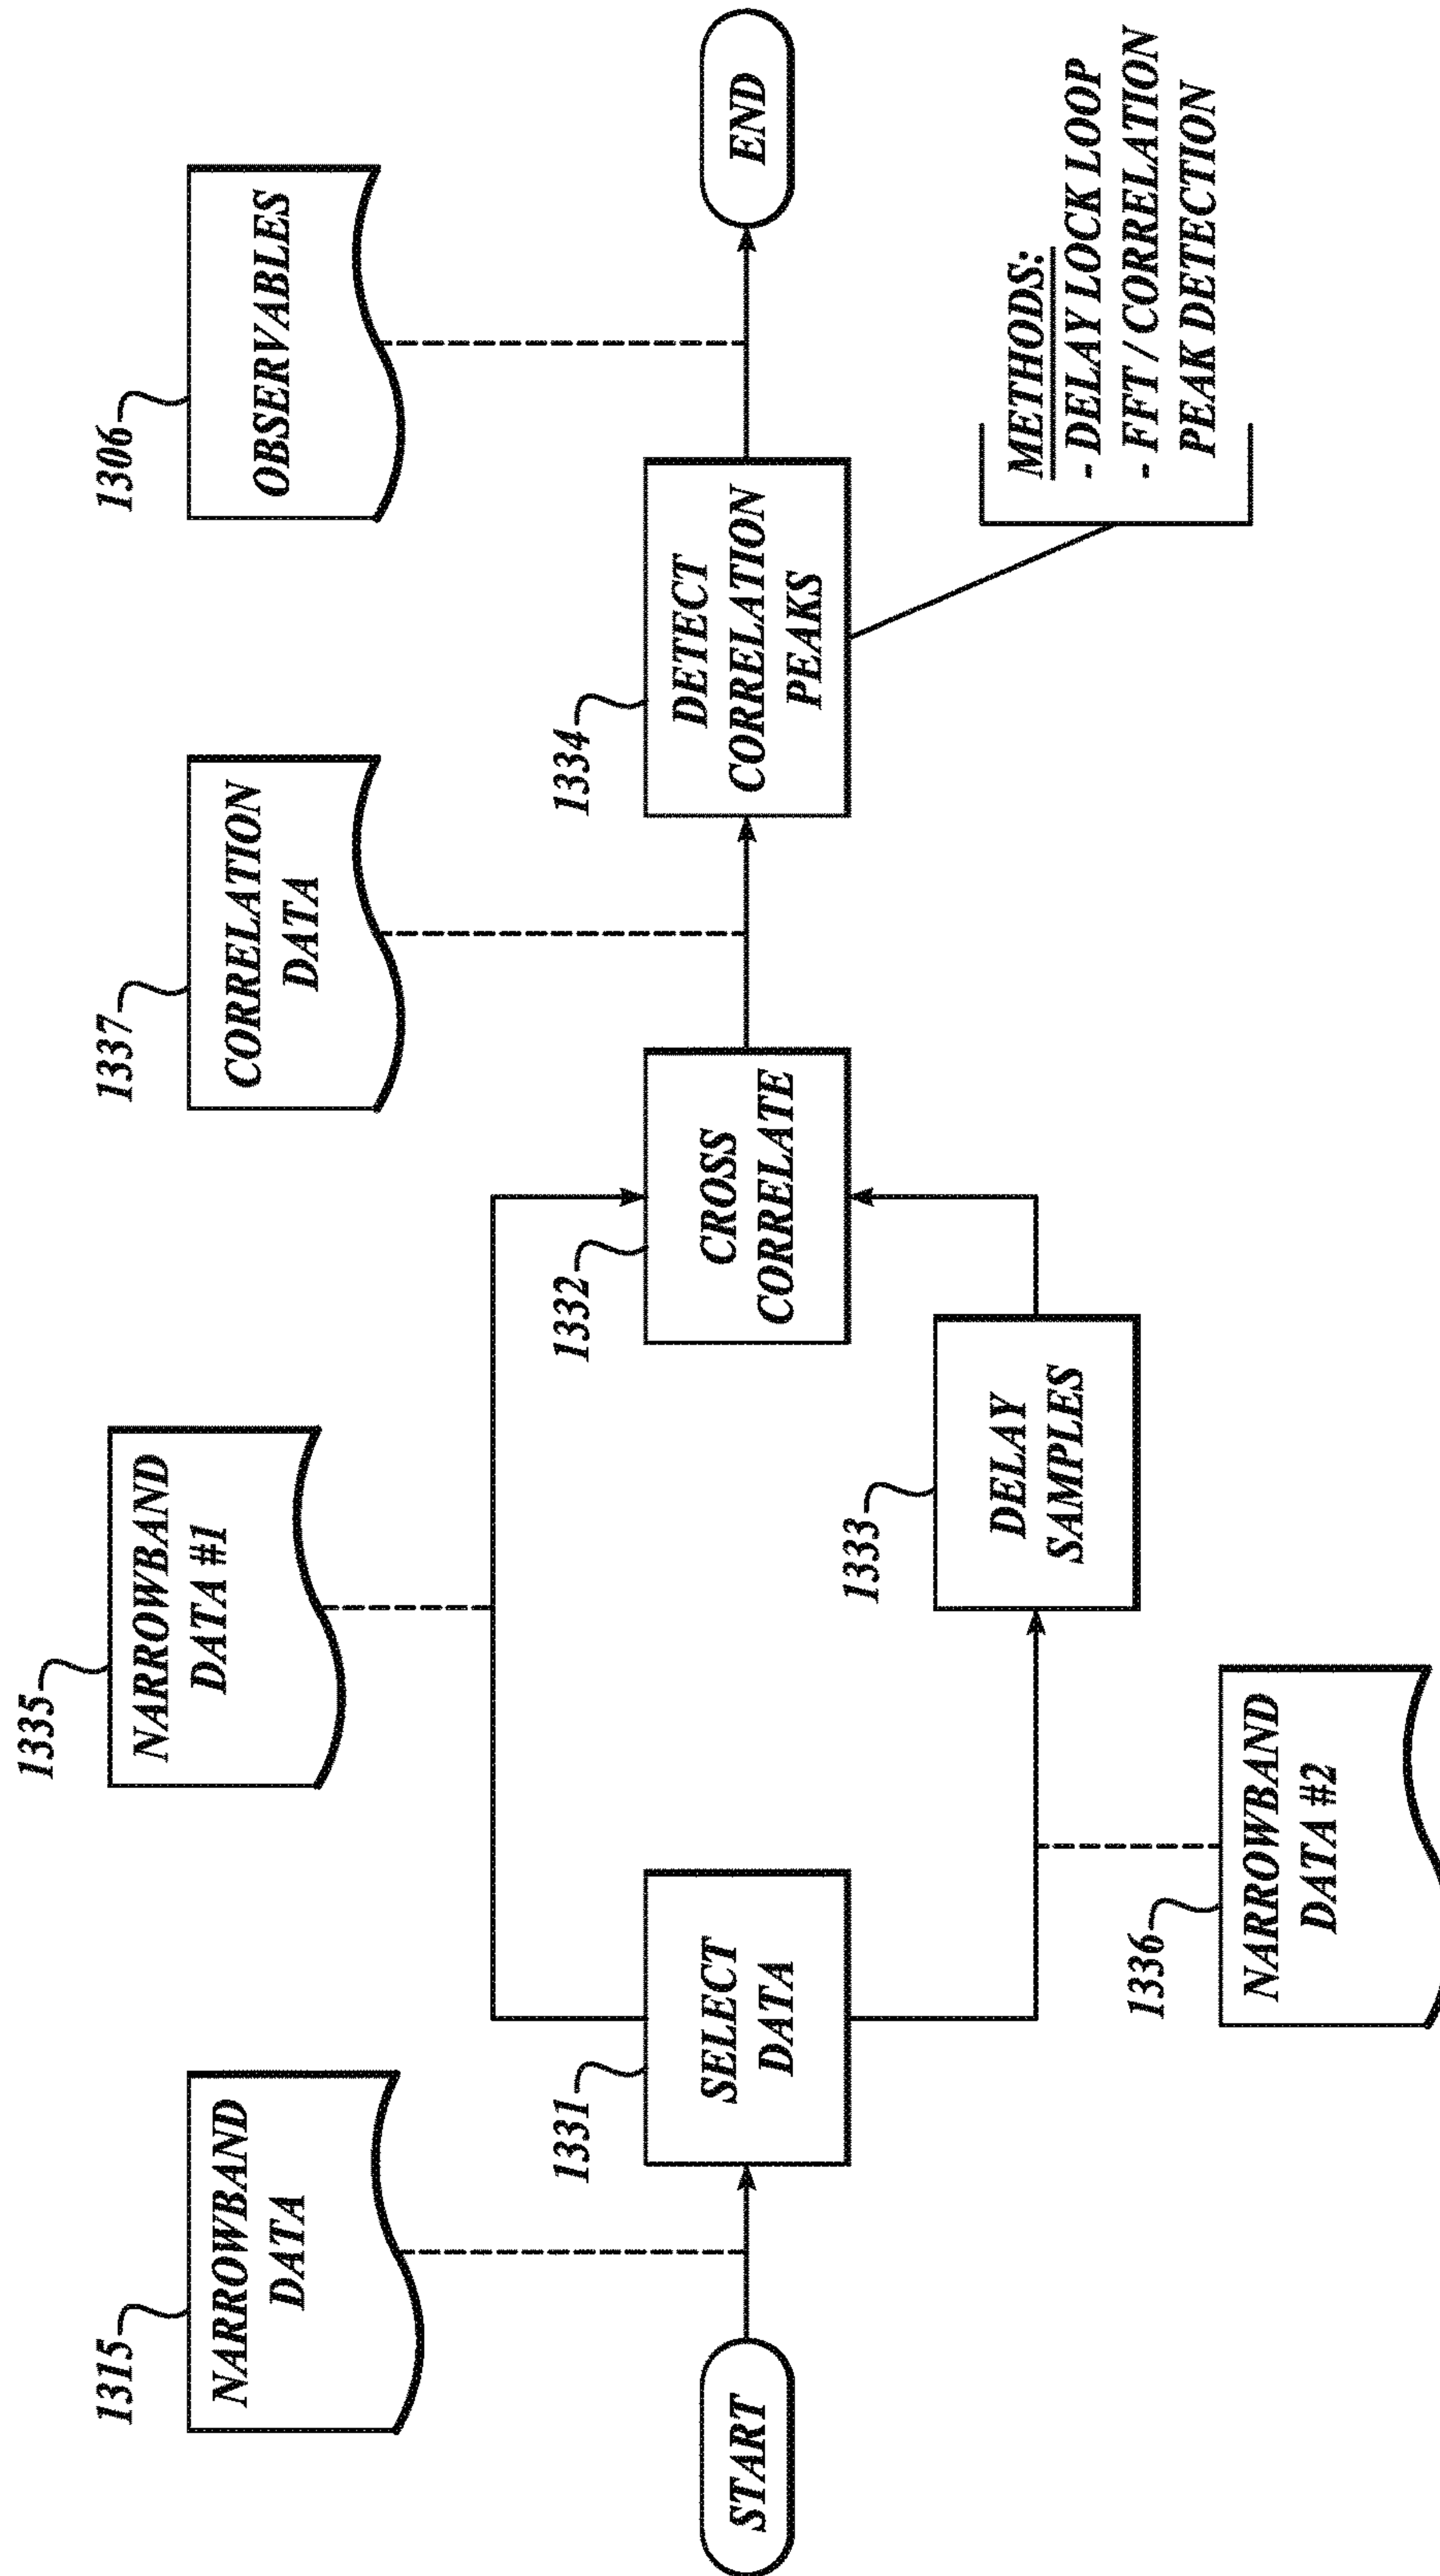 1315
NARROWBAND
DATA
1335
NARROWBAND
DATA #1
1337
CORRELATION
DATA
1306
OBSERVABLES
START
1331
SELECT
DATA
1332
CROSS
CORRELATE
1334
DETECT
CORRELATION
PEAKS
END
1333
DELAY
SAMPLES
1336
NARROWBAND
DATA #2
METHODS:
- DELAY LOCK LOOP
- FFT / CORRELATION
PEAK DETECTION